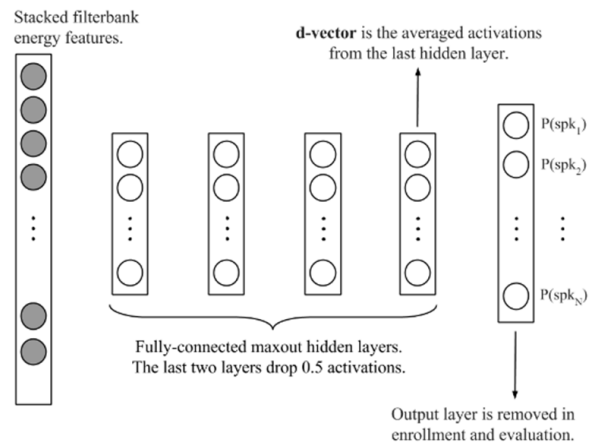 Stacked filterbank
energy features.
d-vector is the averaged activations
from the last hidden layer.
P(spk₁)
P(spk₂)
P(spk_N)
Fully-connected maxout hidden layers.
The last two layers drop 0.5 activations.
Output layer is removed in
enrollment and evaluation.